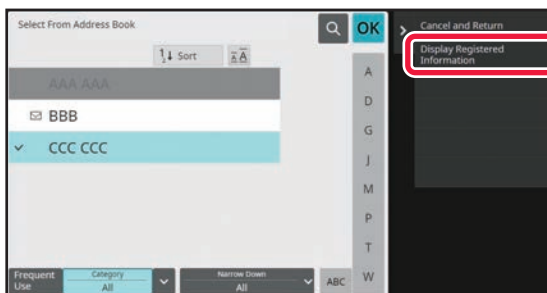 Select From Address Book
OK
Cancel and Return
Display Registered
Information
1↓ Sort
A A
AAA AAA
BBB
CCC CCC
A
D
G
J
M
P
T
W
Frequent
Use
Category
All
Narrow Down
All
ABC